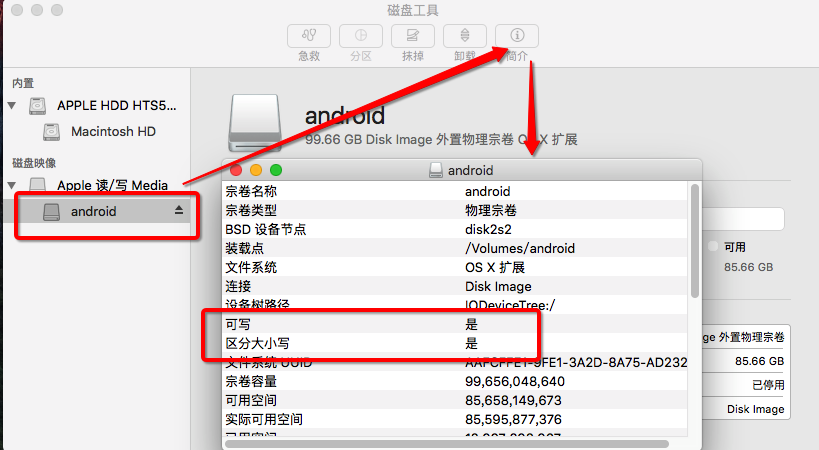 磁盘工具
急救 分区 抹掉 卸载 简介
内置
APPLE HDD HTS5...
Macintosh HD
磁盘映像
Apple 读/写 Media
android
android
99.66 GB Disk Image 外置物理宗卷 OS X 扩展
android
宗卷名称 android
宗卷类型 物理宗卷
BSD 设备节点 disk2s2
装载点 /Volumes/android
文件系统 OS X 扩展
连接 Disk Image
设备树路径 IODeviceTree:/
可写 是
区分大小写 是
文件系统 UUID
宗卷容量 99,656,048,640
可用空间 85,658,149,673
实际可用空间 85,595,877,376
可用
85.66 GB
ge 外置物理宗卷
85.66 GB
已停用
Disk Image